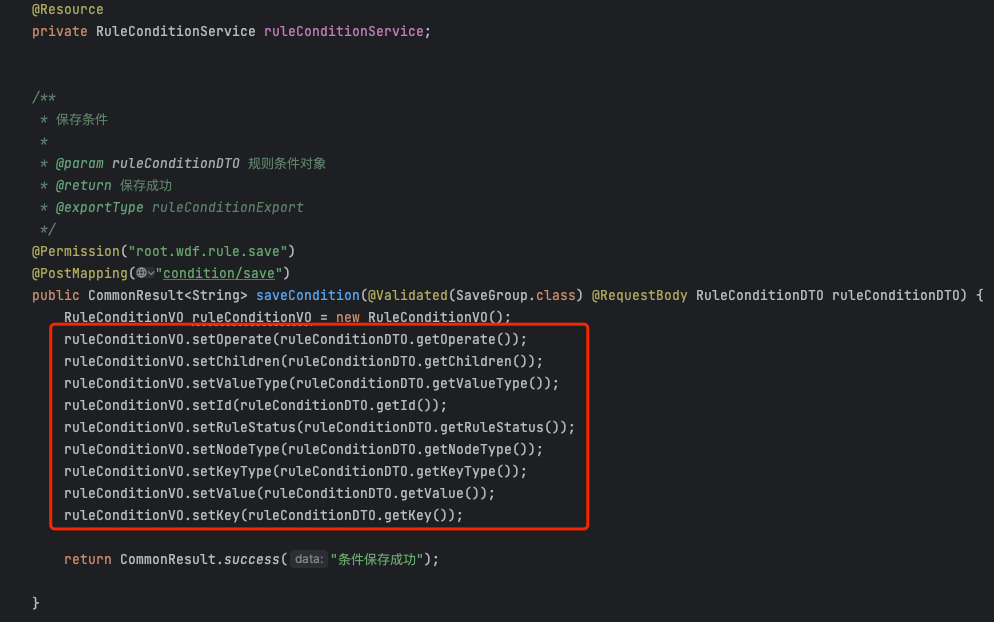 @Resource
private RuleConditionService ruleConditionService;
/**
* 保存条件
*
* @param ruleConditionDTO 规则条件对象
* @return 保存成功
* @exportType ruleConditionExport
*/
@Permission("root.wdf.rule.save")
@PostMapping("condition/save")
public CommonResult<String> saveCondition(@Validated(SaveGroup.class) @RequestBody RuleConditionDTO ruleConditionDTO) {
RuleConditionVO ruleConditionVO = new RuleConditionVO();
ruleConditionVO.setOperate(ruleConditionDTO.getOperate());
ruleConditionVO.setChildren(ruleConditionDTO.getChildren());
ruleConditionVO.setValueType(ruleConditionDTO.getValueType());
ruleConditionVO.setId(ruleConditionDTO.getId());
ruleConditionVO.setRuleStatus(ruleConditionDTO.getRuleStatus());
ruleConditionVO.setNodeType(ruleConditionDTO.getNodeType());
ruleConditionVO.setKeyType(ruleConditionDTO.getKeyType());
ruleConditionVO.setValue(ruleConditionDTO.getValue());
ruleConditionVO.setKey(ruleConditionDTO.getKey());
return CommonResult.success( data: "条件保存成功");
}